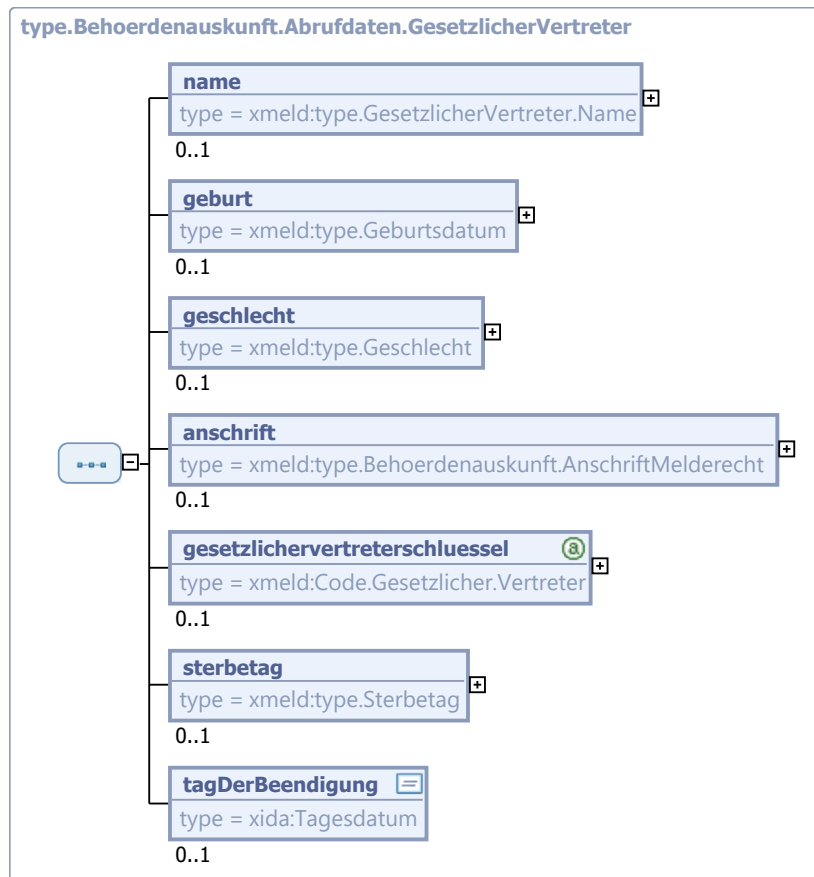 type.Behoerdenauskunft.Abrufdaten.GesetzlicherVertreter
name
type = xmeld:type.GesetzlicherVertreter.Name
0..1
geburt
type = xmeld:type.Geburtsdatum
0..1
geschlecht
type = xmeld:type.Geschlecht
0..1
anschrift
type = xmeld:type.Behoerdenauskunft.AnschriftMelderecht
0..1
gesetzlichervertreterschluessel a
type = xmeld:Code.Gesetzlicher.Vertreter
0..1
sterbetag
type = xmeld:type.Sterbetag
0..1
tagDerBeendigung
type = xida:Tagesdatum
0..1